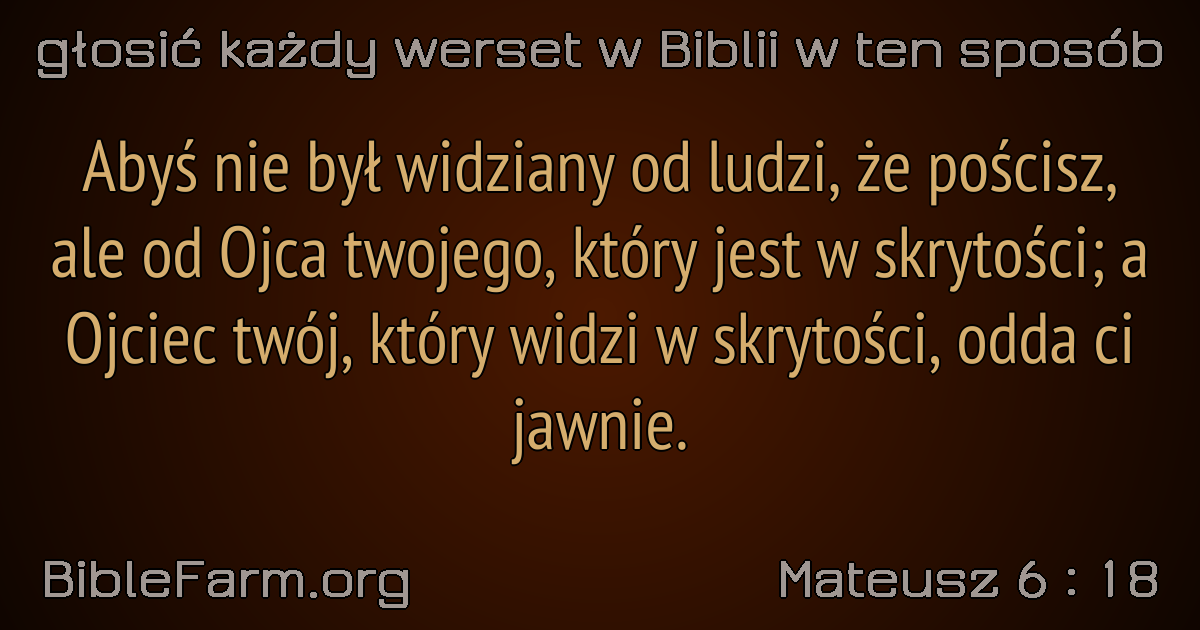 głosić każdy werset w Biblii w ten sposób
Abyś nie był widziany od ludzi, że pościsz,
ale od Ojca twojego, który jest w skrytości; a
Ojciec twój, który widzi w skrytości, odda ci
jawnie.
BibleFarm.org
Mateusz 6 : 18